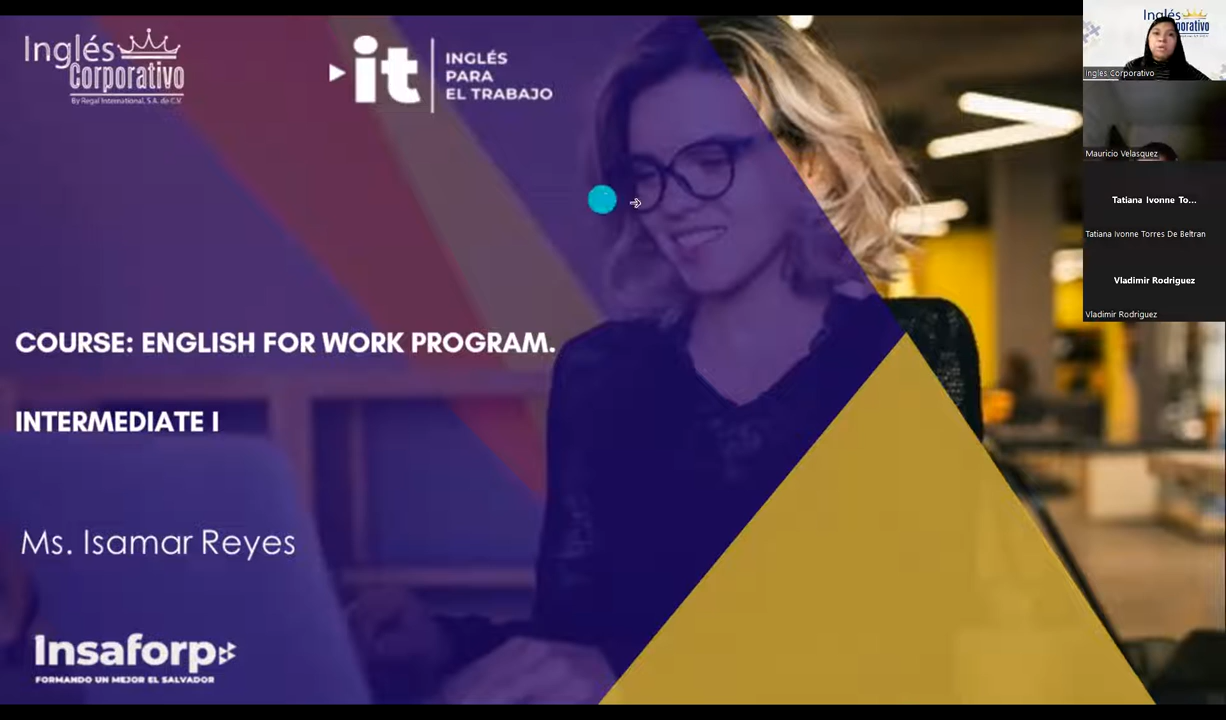 Inglés
Corporativo
By Regal International, S.A. de C.V
it
INGLÉS
PARA
EL TRABAJO
COURSE: ENGLISH FOR WORK PROGRAM.
INTERMEDIATE I
Ms. Isamar Reyes
Insaforp
FORMANDO UN MEJOR EL SALVADOR
Inglés
Inglés Corporativo
Mauricio Velasquez
Tatiana Ivonne To...
Tatiana Ivonne Torres De Beltran
Vladimir Rodriguez
Vladimir Rodriguez